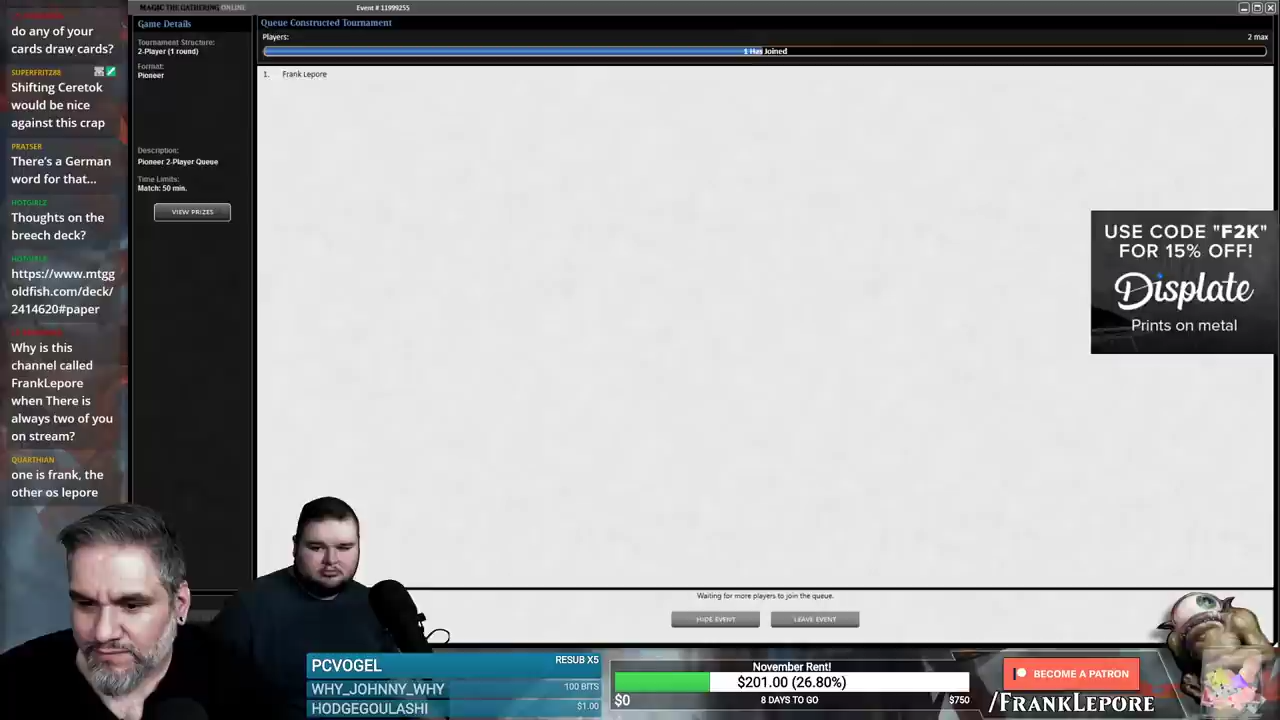 MAGIC THE GATHERING ONLINE
Event # 11999255
do any of your
cards draw cards?
SUPERFRITZ88
Shifting Ceretok
would be nice
against this crap
PRATSER
There's a German
word for that...
HOTGIRLZ
Thoughts on the
breech deck?
HOTGIRLZ
https://www.mtgg
oldfish.com/deck/
2414620#paper
Why is this
channel called
FrankLepore
when There is
always two of you
on stream?
QUARTHIAN
one is frank, the
other os lepore
Game Details
Tournament Structure:
2-Player (1 round)
Format:
Pioneer
Description:
Pioneer 2-Player Queue
Time Limits:
Match: 50 min.
VIEW PRIZES
Queue Constructed Tournament
Players:
2 max
1 Has Joined
1. Frank Lepore
USE CODE "F2K"
FOR 15% OFF!
Displate
Prints on metal
Waiting for more players to join the queue.
HIDE EVENT
LEAVE EVENT
PCVOGEL
RESUB X5
WHY_JOHNNY_WHY
100 BITS
HODGEGOULASHI
$1.00
November Rent!
$201.00 (26.80%)
$0
8 DAYS TO GO
$750
BECOME A PATRON
/FRANKLEPORE